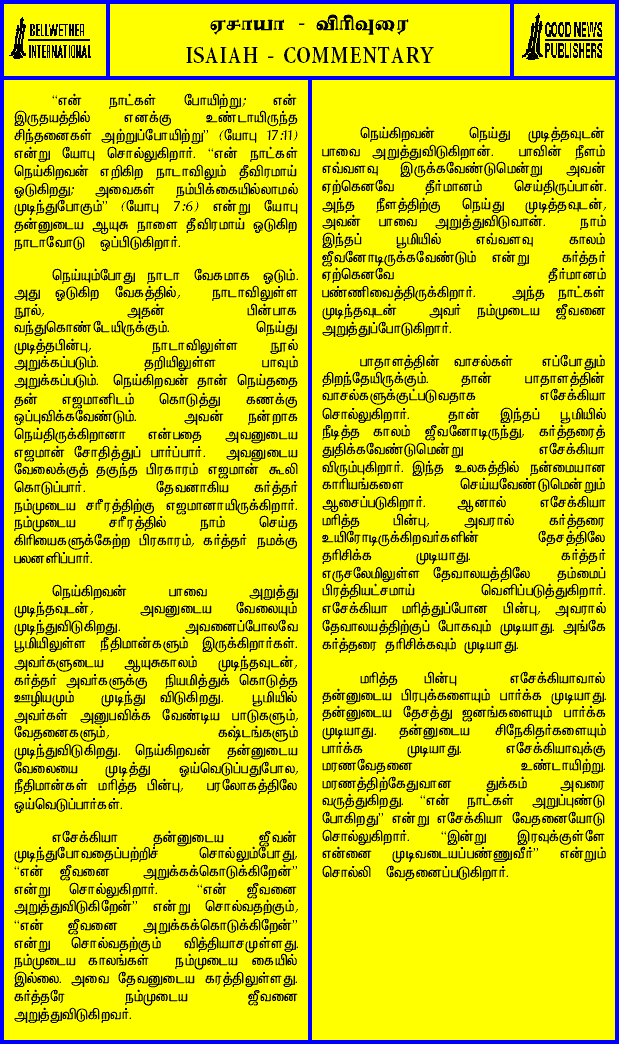 BELLWETHER
INTERNATIONAL
ஏசாயா - விரிவுரை
ISAIAH - COMMENTARY
GOOD NEWS
PUBLISHERS
“என் நாட்கள் போயிற்று; என்
இருதயத்தில் எனக்கு உண்டாயிருந்த
சிந்தனைகள் அற்றுப்போயிற்று” (யோபு 17:11)
என்று யோபு சொல்லுகிறார். “என் நாட்கள்
நெய்கிறவன் எறிகிற நாடாவிலும் தீவிரமாய்
ஓடுகிறது; அவைகள் நம்பிக்கையில்லாமல்
முடிந்துபோகும்” (யோபு 7:6) என்று யோபு
தன்னுடைய ஆயுசு நாளை தீவிரமாய் ஓடுகிற
நாடாவோடு ஒப்பிடுகிறார்.
நெய்யும்போது நாடா வேகமாக ஓடும்.
அது ஓடுகிற வேகத்தில், நாடாவிலுள்ள
நூல், அதன் பின்பாக
வந்துகொண்டேயிருக்கும். நெய்து
முடித்தபின்பு, நாடாவிலுள்ள நூல்
அறுக்கப்படும். தறியிலுள்ள பாவும்
அறுக்கப்படும். நெய்கிறவன் தான் நெய்ததை
தன் எஜமானிடம் கொடுத்து கணக்கு
ஒப்புவிக்கவேண்டும். அவன் நன்றாக
நெய்திருக்கிறானா என்பதை அவனுடைய
எஜமான் சோதித்துப் பார்ப்பார். அவனுடைய
வேலைக்குத் தகுந்த பிரகாரம் எஜமான் கூலி
கொடுப்பார். தேவனாகிய கர்த்தர்
நம்முடைய சரீரத்திற்கு எஜமானாயிருக்கிறார்.
நம்முடைய சரீரத்தில் நாம் செய்த
கிரியைகளுக்கேற்ற பிரகாரம், கர்த்தர் நமக்கு
பலனளிப்பார்.
நெய்கிறவன் பாவை அறுத்து
முடிந்தவுடன், அவனுடைய வேலையும்
முடிந்துவிடுகிறது. அவனைப்போலவே
பூமியிலுள்ள நீதிமான்களும் இருக்கிறார்கள்.
அவர்களுடைய ஆயுசுகாலம் முடிந்தவுடன்,
கர்த்தர் அவர்களுக்கு நியமித்துக் கொடுத்த
ஊழியமும் முடிந்து விடுகிறது. பூமியில்
அவர்கள் அனுபவிக்க வேண்டிய பாடுகளும்,
வேதனைகளும், கஷ்டங்களும்
முடிந்துவிடுகிறது. நெய்கிறவன் தன்னுடைய
வேலையை முடித்து ஓய்வெடுப்பதுபோல,
நீதிமான்கள் மரித்த பின்பு, பரலோகத்திலே
ஓய்வெடுப்பார்கள்.
எசேக்கியா தன்னுடைய ஜீவன்
முடிந்துபோவதைப்பற்றிச் சொல்லும்போது,
“என் ஜீவனை அறுக்கக்கொடுக்கிறேன்”
என்று சொல்லுகிறார். “என் ஜீவனை
அறுத்துவிடுகிறேன்” என்று சொல்வதற்கும்,
“என் ஜீவனை அறுக்கக்கொடுக்கிறேன்”
என்று சொல்வதற்கும் வித்தியாசமுள்ளது.
நம்முடைய காலங்கள் நம்முடைய கையில்
இல்லை. அவை தேவனுடைய கரத்திலுள்ளது.
கர்த்தரே நம்முடைய ஜீவனை
அறுத்துவிடுகிறவர்.
நெய்கிறவன் நெய்து முடித்தவுடன்
பாவை அறுத்துவிடுகிறான். பாவின் நீளம்
எவ்வளவு இருக்கவேண்டுமென்று அவன்
ஏற்கெனவே தீர்மானம் செய்திருப்பான்.
அந்த நீளத்திற்கு நெய்து முடித்தவுடன்,
அவன் பாவை அறுத்துவிடுவான். நாம்
இந்தப் பூமியில் எவ்வளவு காலம்
ஜீவனோடிருக்கவேண்டும் என்று கர்த்தர்
ஏற்கெனவே தீர்மானம்
பண்ணிவைத்திருக்கிறார். அந்த நாட்கள்
முடிந்தவுடன் அவர் நம்முடைய ஜீவனை
அறுத்துப்போடுகிறார்.
பாதாளத்தின் வாசல்கள் எப்போதும்
திறந்தேயிருக்கும். தான் பாதாளத்தின்
வாசல்களுக்குட்படுவதாக எசேக்கியா
சொல்லுகிறார். தான் இந்தப் பூமியில்
நீடித்த காலம் ஜீவனோடிருந்து, கர்த்தரைத்
துதிக்கவேண்டுமென்று எசேக்கியா
விரும்புகிறார். இந்த உலகத்தில் நன்மையான
காரியங்களை செய்யவேண்டுமென்றும்
ஆசைப்படுகிறார். ஆனால் எசேக்கியா
மரித்த பின்பு, அவரால் கர்த்தரை
உயிரோடிருக்கிறவர்களின் தேசத்திலே
தரிசிக்க முடியாது. கர்த்தர்
எருசலேமிலுள்ள தேவாலயத்திலே தம்மைப்
பிரத்தியட்சமாய் வெளிப்படுத்துகிறார்.
எசேக்கியா மரித்துப்போன பின்பு, அவரால்
தேவாலயத்திற்குப் போகவும் முடியாது. அங்கே
கர்த்தரை தரிசிக்கவும் முடியாது.
மரித்த பின்பு எசேக்கியாவால்
தன்னுடைய பிரபுக்களையும் பார்க்க முடியாது.
தன்னுடைய தேசத்து ஜனங்களையும் பார்க்க
முடியாது. தன்னுடைய சிநேகிதர்களையும்
பார்க்க முடியாது. எசேக்கியாவுக்கு
மரணவேதனை உண்டாயிற்று.
மரணத்திற்கேதுவான துக்கம் அவரை
வருத்துகிறது. “என் நாட்கள் அறுப்புண்டு
போகிறது” என்று எசேக்கியா வேதனையோடு
சொல்லுகிறார். “இன்று இரவுக்குள்ளே
என்னை முடிவடையப்பண்ணுவீர்” என்றும்
சொல்லி வேதனைப்படுகிறார்.